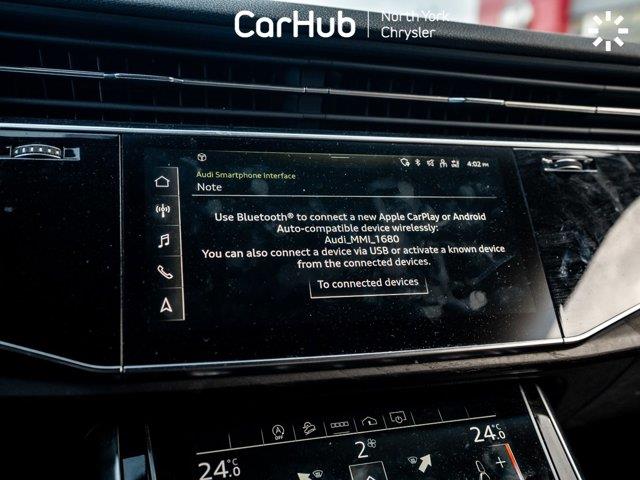 CarHub
North York
Chrysler
4:02 PM
Audi Smartphone Interface
Note
Use Bluetooth® to connect a new Apple CarPlay or Android
Auto-compatible device wirelessly:
Audi_MMI_1680
You can also connect a device via USB or activate a known device
from the connected devices.
To connected devices
A
OFF
24.0°C
2
24.0°C
+